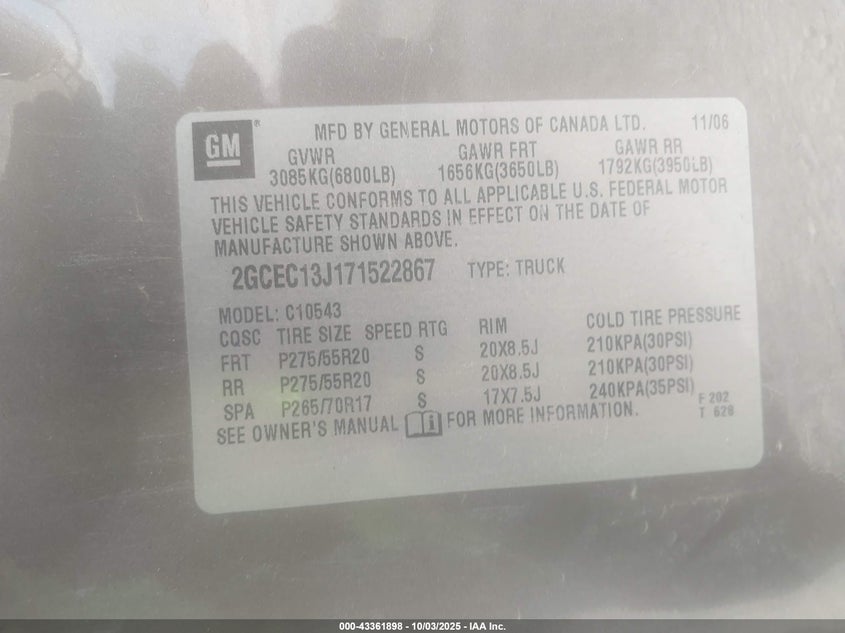 GM ® MFD BY GENERAL MOTORS OF CANADA LTD. 11/06
GVWR GAWR FRT GAWR RR
3085KG(6800LB) 1656KG(3650LB) 1792KG(3950LB)
THIS VEHICLE CONFORMS TO ALL APPLICABLE U.S. FEDERAL MOTOR
VEHICLE SAFETY STANDARDS IN EFFECT ON THE DATE OF
MANUFACTURE SHOWN ABOVE.
2GCEC13J171522867 TYPE: TRUCK
MODEL: C10543
CQSC TIRE SIZE SPEED RTG RIM COLD TIRE PRESSURE
FRT P275/55R20 S 20X8.5J 210KPA(30PSI)
RR P275/55R20 S 20X8.5J 210KPA(30PSI)
SPA P265/70R17 S 17X7.5J 240KPA(35PSI)
SEE OWNER'S MANUAL FOR MORE INFORMATION.
F 202
T 628
000-43361898 - 10/03/2025 - IAA Inc.